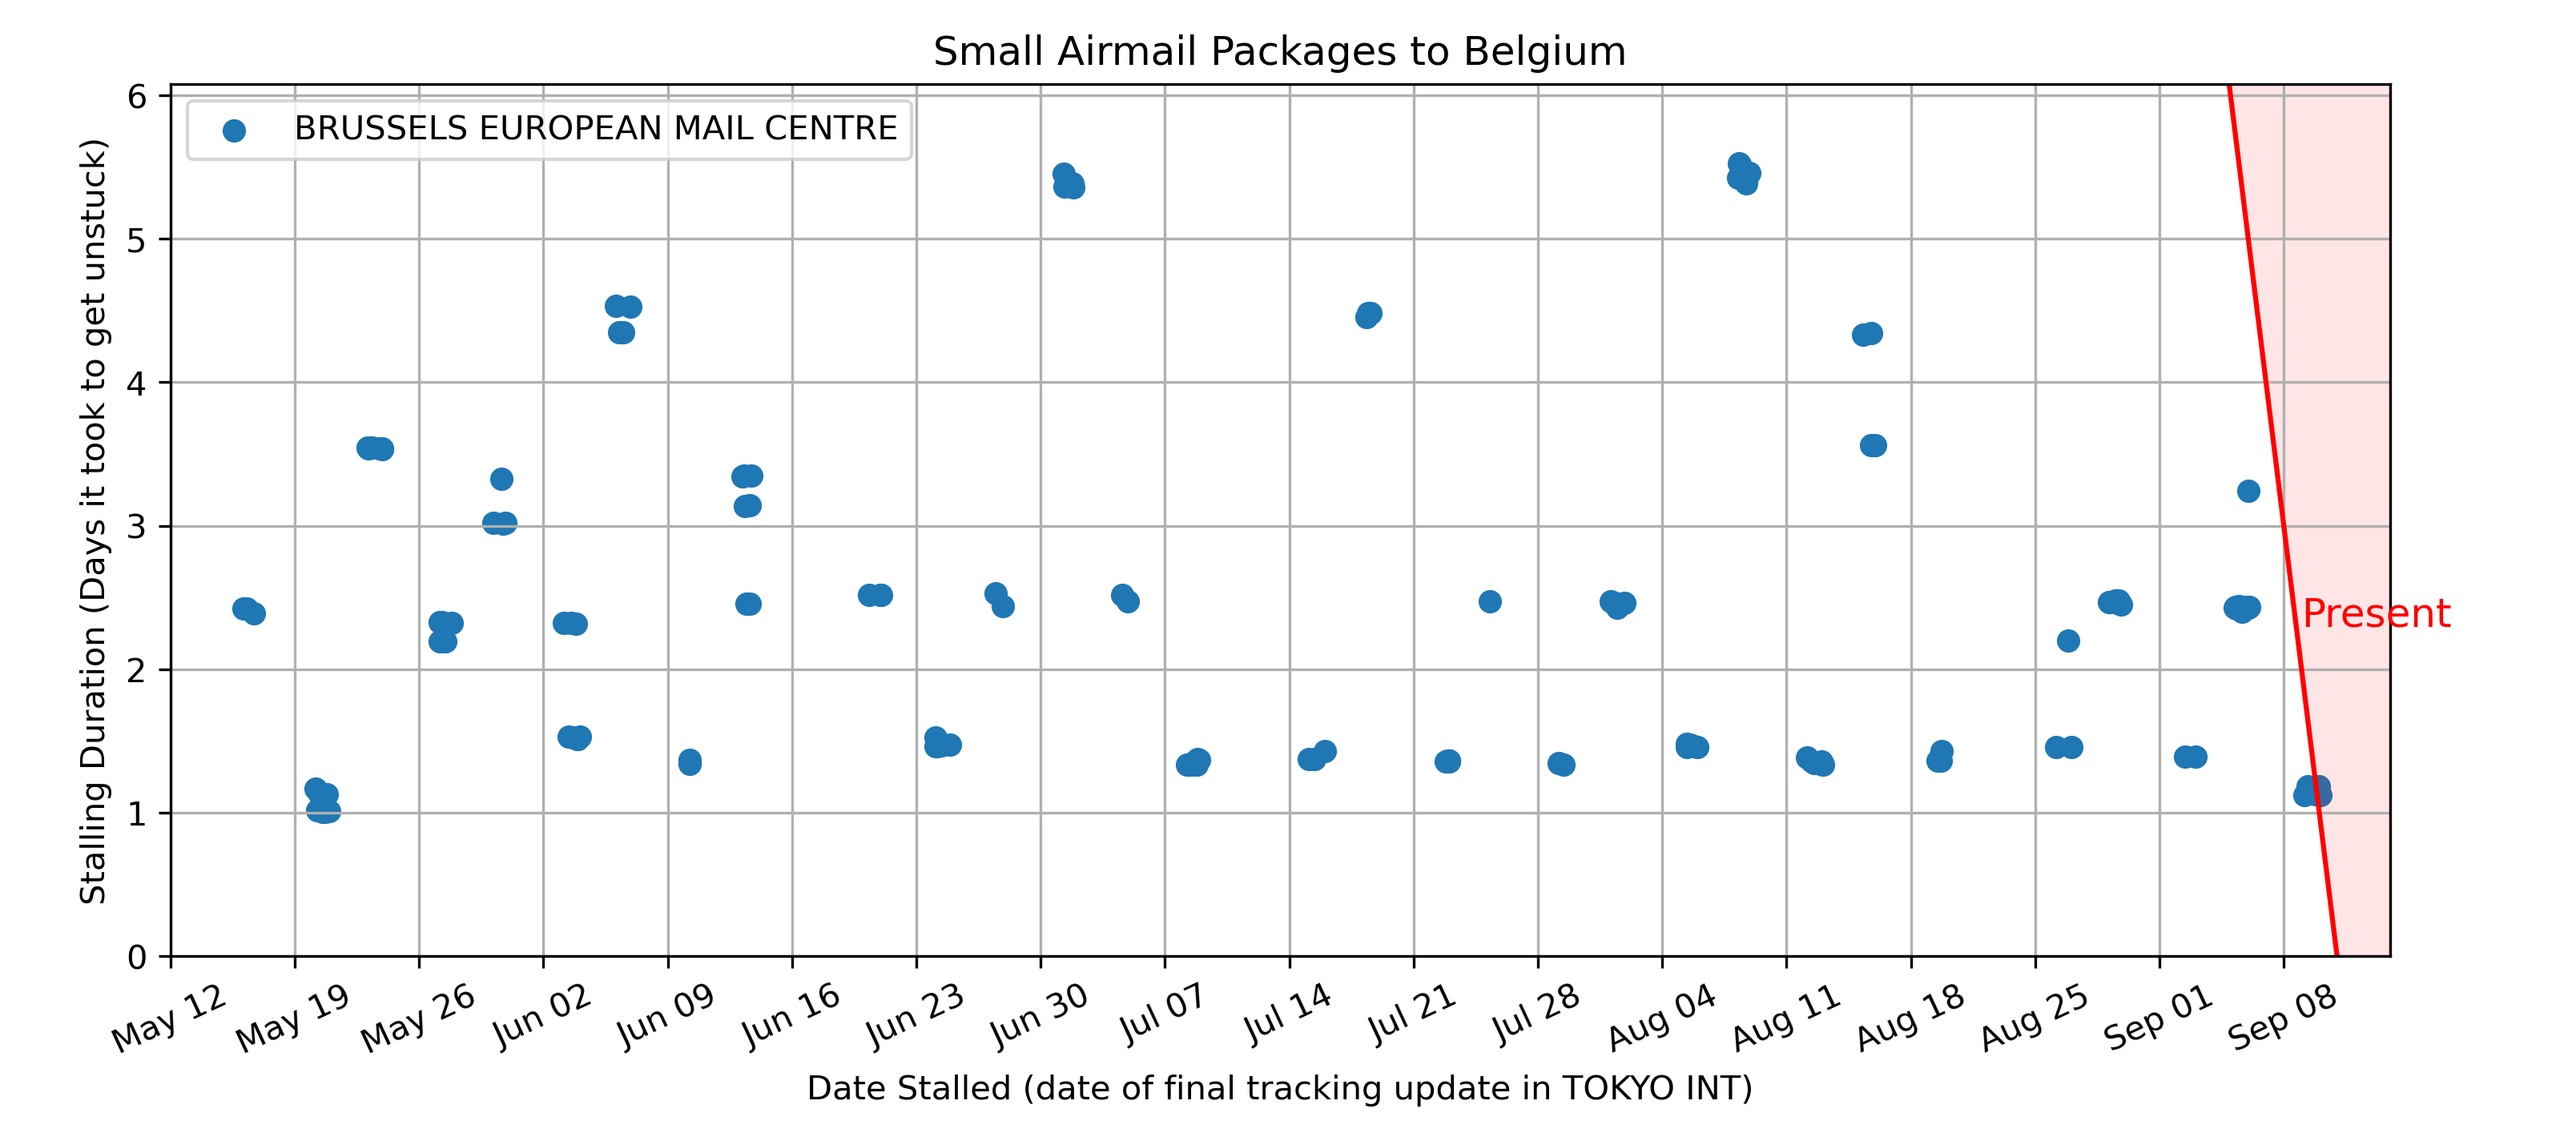 Small Airmail Packages to Belgium
BRUSSELS EUROPEAN MAIL CENTRE
Stalling Duration (Days it took to get unstuck)
6
5
4
3
2
1
0
Present
May 12
May 19
May 26
Jun 02
Jun 09
Jun 16
Jun 23
Jun 30
Jul 07
Jul 14
Jul 21
Jul 28
Aug 04
Aug 11
Aug 18
Aug 25
Sep 01
Sep 08
Date Stalled (date of final tracking update in TOKYO INT)